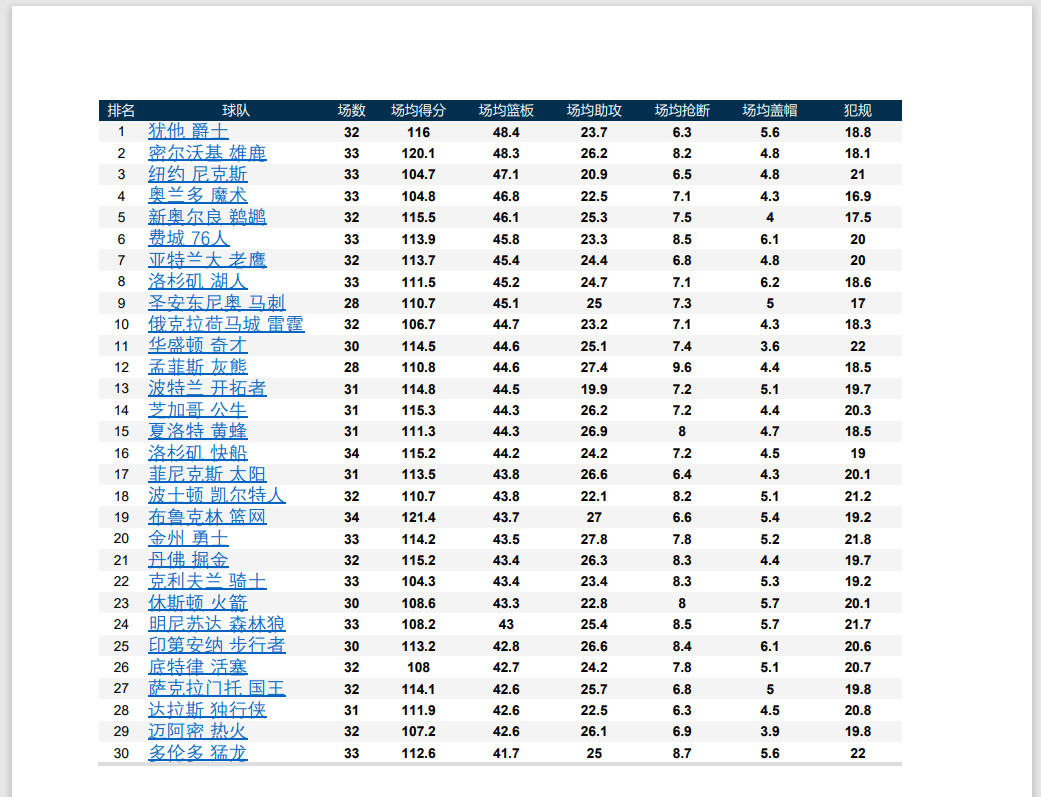 排名 球队 场数 场均得分 场均篮板 场均助攻 场均抢断 场均盖帽 犯规
1 犹他 爵士 32 116 48.4 23.7 6.3 5.6 18.8
2 密尔沃基 雄鹿 33 120.1 48.3 26.2 8.2 4.8 18.1
3 纽约 尼克斯 33 104.7 47.1 20.9 6.5 4.8 21
4 奥兰多 魔术 33 104.8 46.8 22.5 7.1 4.3 16.9
5 新奥尔良 鹈鹕 32 115.5 46.1 25.3 7.5 4 17.5
6 费城 76人 33 113.9 45.8 23.3 8.5 6.1 20
7 亚特兰大 老鹰 32 113.7 45.4 24.4 6.8 4.8 20
8 洛杉矶 湖人 33 111.5 45.2 24.7 7.1 6.2 18.6
9 圣安东尼奥 马刺 28 110.7 45.1 25 7.3 5 17
10 俄克拉荷马城 雷霆 32 106.7 44.7 23.2 7.1 4.3 18.3
11 华盛顿 奇才 30 114.5 44.6 25.1 7.4 3.6 22
12 孟菲斯 灰熊 28 110.8 44.6 27.4 9.6 4.4 18.5
13 波特兰 开拓者 31 114.8 44.5 19.9 7.2 5.1 19.7
14 芝加哥 公牛 31 115.3 44.3 26.2 7.2 4.4 20.3
15 夏洛特 黄蜂 31 111.3 44.3 26.9 8 4.7 18.5
16 洛杉矶 快船 34 115.2 44.2 24.2 7.2 4.5 19
17 菲尼克斯 太阳 31 113.5 43.8 26.6 6.4 4.3 20.1
18 波士顿 凯尔特人 32 110.7 43.8 22.1 8.2 5.1 21.2
19 布鲁克林 篮网 34 121.4 43.7 27 6.6 5.4 19.2
20 金州 勇士 33 114.2 43.5 27.8 7.8 5.2 21.8
21 丹佛 掘金 32 115.2 43.4 26.3 8.3 4.4 19.7
22 克利夫兰 骑士 33 104.3 43.4 23.4 8.3 5.3 19.2
23 休斯顿 火箭 30 108.6 43.3 22.8 8 5.7 20.1
24 明尼苏达 森林狼 33 108.2 43 25.4 8.5 5.7 21.7
25 印第安纳 步行者 30 113.2 42.8 26.6 8.4 6.1 20.6
26 底特律 活塞 32 108 42.7 24.2 7.8 5.1 20.7
27 萨克拉门托 国王 32 114.1 42.6 25.7 6.8 5 19.8
28 达拉斯 独行侠 31 111.9 42.6 22.5 6.3 4.5 20.8
29 迈阿密 热火 32 107.2 42.6 26.1 6.9 3.9 19.8
30 多伦多 猛龙 33 112.6 41.7 25 8.7 5.6 22